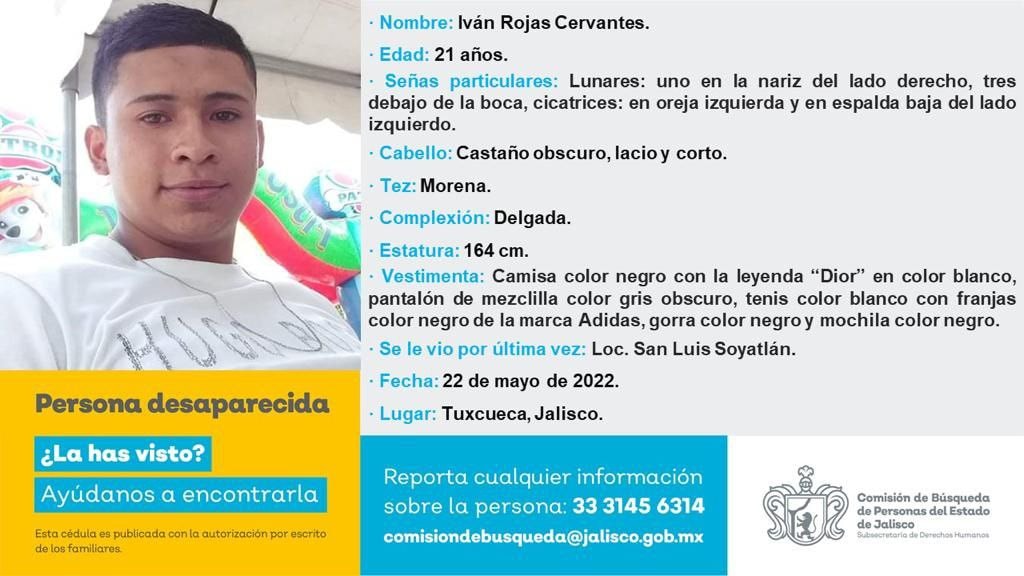 · Nombre: Iván Rojas Cervantes.
· Edad: 21 años.
· Señas particulares: Lunares: uno en la nariz del lado derecho, tres
debajo de la boca, cicatrices: en oreja izquierda y en espalda baja del lado
izquierdo.
· Cabello: Castaño obscuro, lacio y corto.
· Tez: Morena.
· Complexión: Delgada.
· Estatura: 164 cm.
· Vestimenta: Camisa color negro con la leyenda “Dior” en color blanco,
pantalón de mezclilla color gris obscuro, tenis color blanco con franjas
color negro de la marca Adidas, gorra color negro y mochila color negro.
· Se le vio por última vez: Loc. San Luis Soyatlán.
· Fecha: 22 de mayo de 2022.
· Lugar: Tuxcueca, Jalisco.
Persona desaparecida
¿La has visto?
Ayúdanos a encontrarla
Esta cédula es publicada con la autorización por escrito
de los familiares.
Reporta cualquier información
sobre la persona: 33 3145 6314
comisiondebusqueda@jalisco.gob.mx
Comisión de Búsqueda
de Personas del Estado
de Jalisco
Subsecretaría de Derechos Humanos